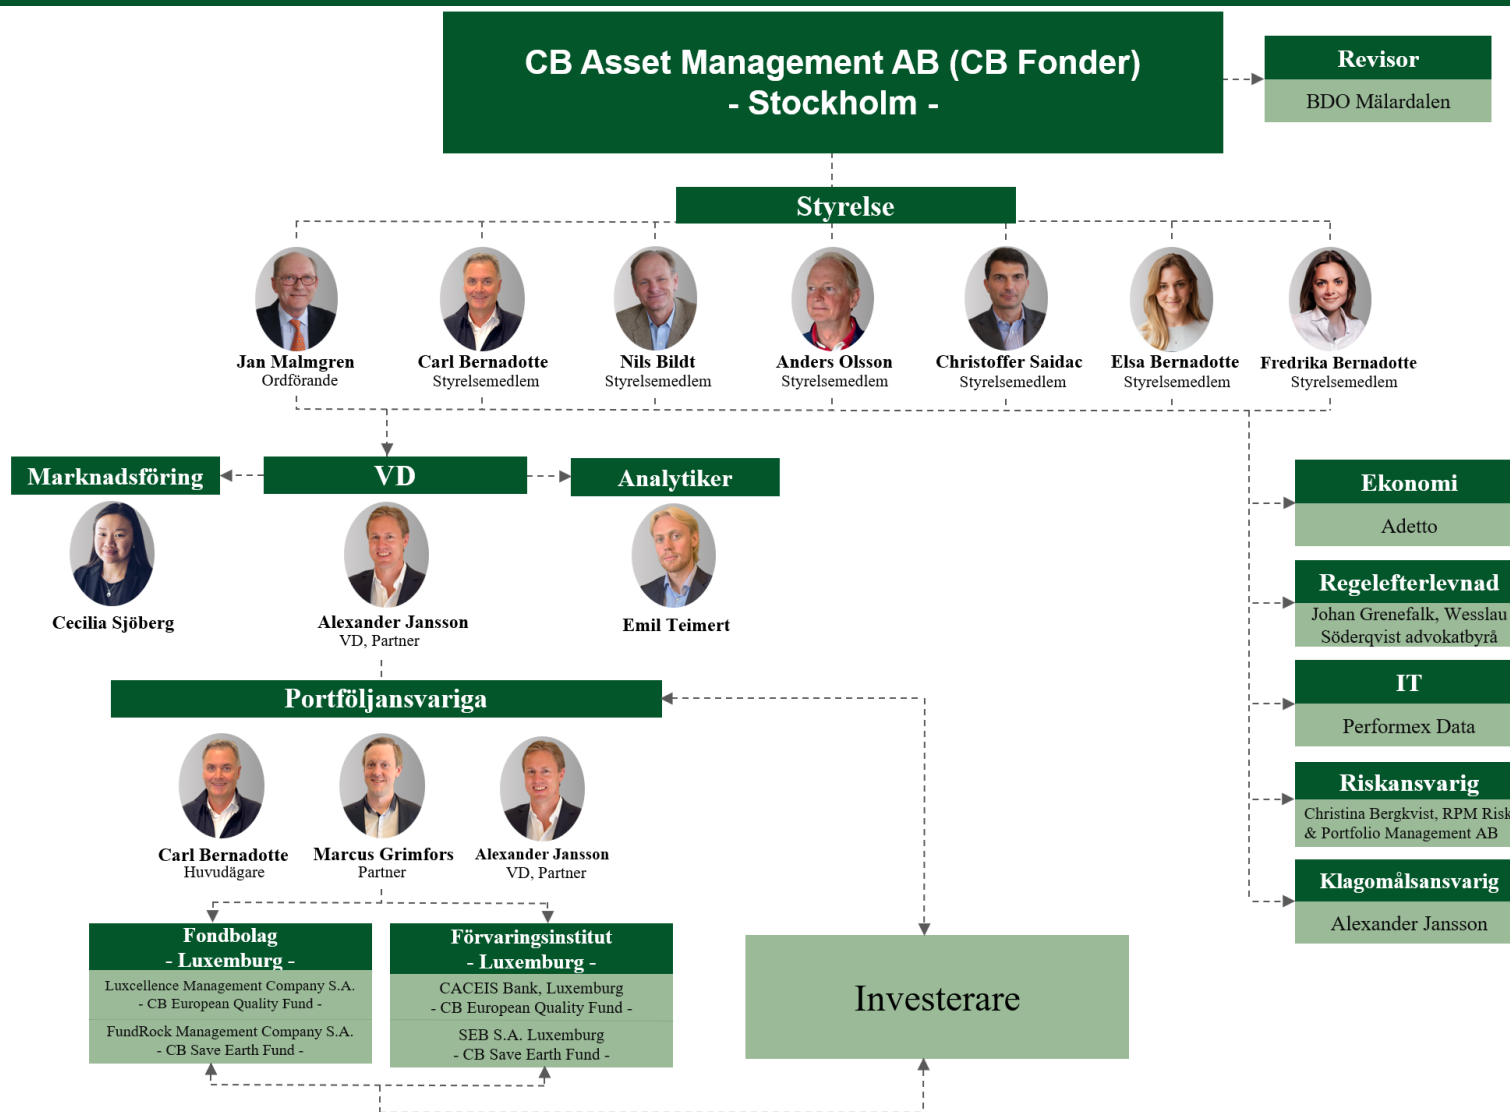 CB Asset Management AB (CB Fonder)
- Stockholm -
Revisor
BDO Mälardalen
Styrelse
Jan Malmgren
Ordförande
Carl Bernadotte
Styrelsemedlem
Nils Bildt
Styrelsemedlem
Anders Olsson
Styrelsemedlem
Christoffer Saidac
Styrelsemedlem
Elsa Bernadotte
Styrelsemedlem
Fredrika Bernadotte
Styrelsemedlem
Marknadsföring
Cecilia Sjöberg
VD
Alexander Jansson
VD, Partner
Analytiker
Emil Teimert
Ekonomi
Adetto
Regelefterlevnad
Johan Grenefalk, Wesslau
Söderqvist advokatbyrå
IT
Performex Data
Riskansvarig
Christina Bergkvist, RPM Risk
& Portfolio Management AB
Klagomålsansvarig
Alexander Jansson
Portföljansvariga
Carl Bernadotte
Huvudägare
Marcus Grimfors
Partner
Alexander Jansson
VD, Partner
Fondbolag
- Luxemburg -
Luxcellence Management Company S.A.
- CB European Quality Fund -
FundRock Management Company S.A.
- CB Save Earth Fund -
Förvaringsinstitut
- Luxemburg -
CACEIS Bank, Luxemburg
- CB European Quality Fund -
SEB S.A. Luxemburg
- CB Save Earth Fund -
Investerare